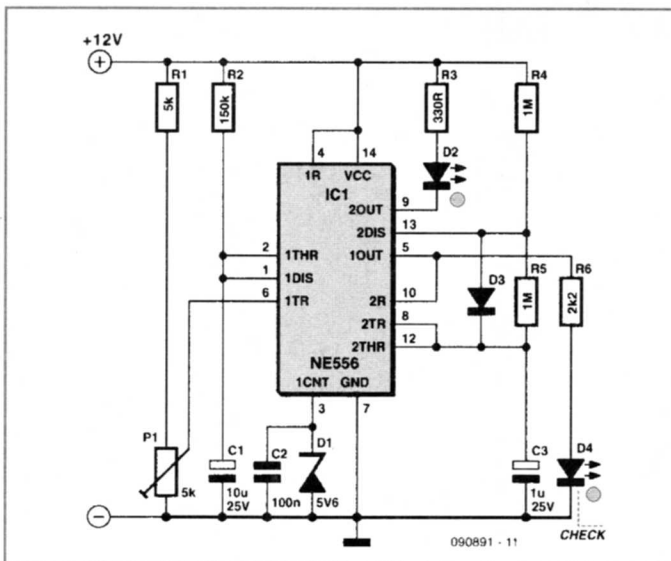 +12V
R1
R2
R3
R4
5k
150k
330R
1M
4
14
1R
VCC
IC1
D2
2OUT
9
2DIS
13
2
1THR
1OUT
5
R6
1
1DIS
D3
R5
6
1TR
2R
10
1M
2k2
2TR
8
2THR
12
NE556
1CNT
GND
3
7
P1
C1
C2
D1
C3
D4
5k
10u
25V
100n
5V6
1u
25V
090891 - 11
CHECK